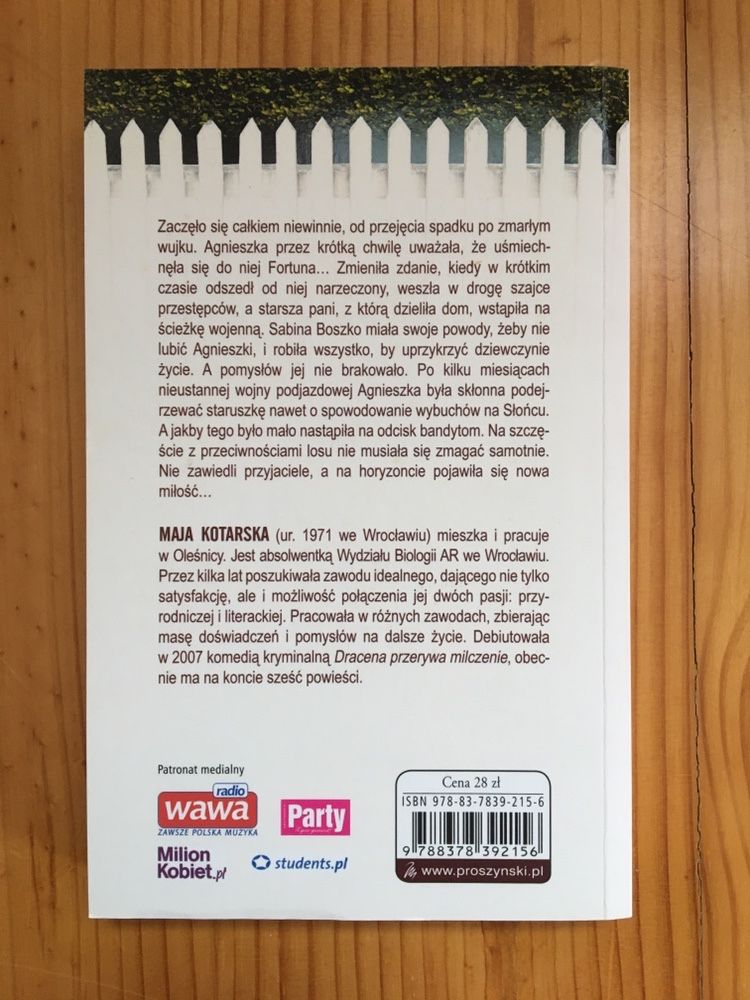 Zaczęło się całkiem niewinnie, od przejęcia spadku po zmarłym
wujku. Agnieszka przez krótką chwilę uważała, że uśmiech-
nęła się do niej Fortuna... Zmieniła zdanie, kiedy w krótkim
czasie odszedł od niej narzeczony, weszła w drogę szajce
przestępców, a starsza pani, z którą dzieliła dom, wstąpiła na
ścieżkę wojenną. Sabina Boszko miała swoje powody, żeby nie
lubić Agnieszki, i robiła wszystko, by uprzykrzyć dziewczynie
życie. A pomysłów jej nie brakowało. Po kilku miesiącach
nieustannej wojny podjazdowej Agnieszka była skłonna podej-
rzewać staruszkę nawet o spowodowanie wybuchów na Słońcu.
A jakby tego było mało nastąpiła na odcisk bandytom. Na szczę-
ście z przeciwnościami losu nie musiała się zmagać samotnie.
Nie zawiedli przyjaciele, a na horyzoncie pojawiła się nowa
miłość...
MAJA KOTARSKA (ur. 1971 we Wrocławiu) mieszka i pracuje
w Oleśnicy. Jest absolwentką Wydziału Biologii AR we Wrocławiu.
Przez kilka lat poszukiwała zawodu idealnego, dającego nie tylko
satysfakcję, ale i możliwość połączenia jej dwóch pasji: przy-
rodniczej i literackiej. Pracowała w różnych zawodach, zbierając
masę doświadczeń i pomysłów na dalsze życie. Debiutowała
w 2007 komedią kryminalną Dracena przerywa milczenie, obec-
nie ma na koncie sześć powieści.
Patronat medialny
radio
wawa
ZAWSZE POLSKA MUZYKA
Party
Milion
Kobiet.pl
students.pl
Cena 28 zł
ISBN 978-83-7839-215-6
9 788378 392156
www.proszynski.pl